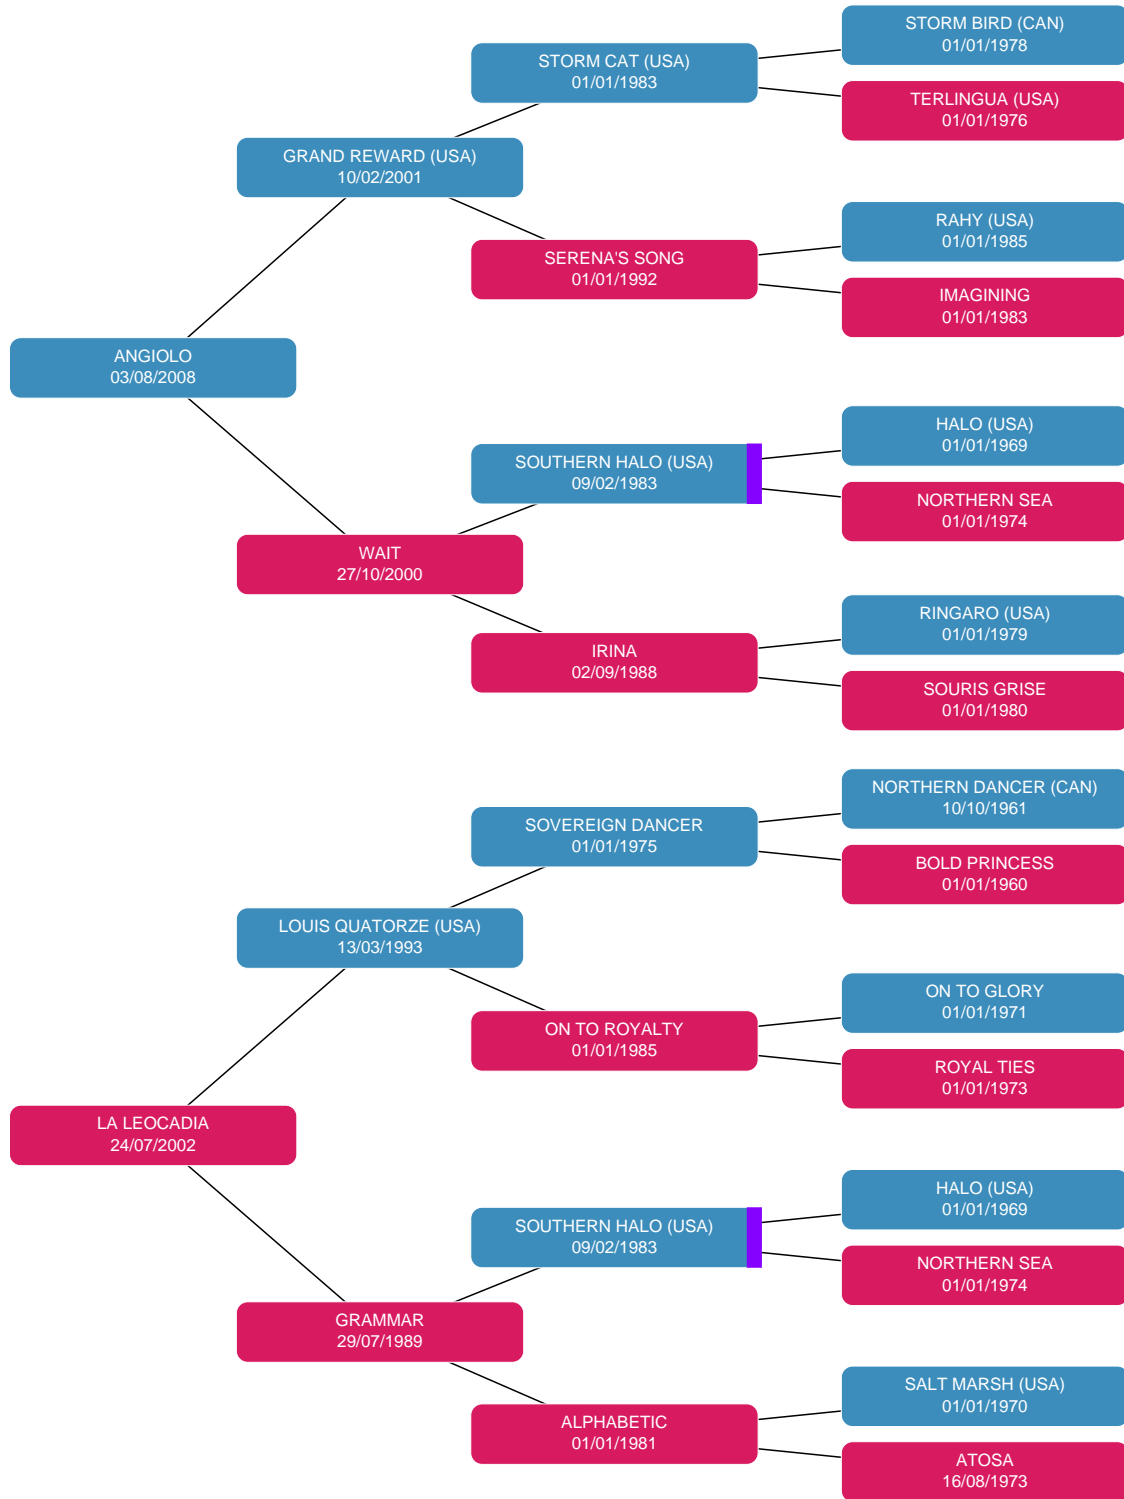 STORM BIRD (CAN)
01/01/1978
STORM CAT (USA)
01/01/1983
TERLINGUA (USA)
01/01/1976
GRAND REWARD (USA)
10/02/2001
RAHY (USA)
01/01/1985
SERENA'S SONG
01/01/1992
IMAGINING
01/01/1983
ANGIOLO
03/08/2008
HALO (USA)
01/01/1969
SOUTHERN HALO (USA)
09/02/1983
NORTHERN SEA
01/01/1974
WAIT
27/10/2000
RINGARO (USA)
01/01/1979
IRINA
02/09/1988
SOURIS GRISE
01/01/1980
NORTHERN DANCER (CAN)
10/10/1961
SOVEREIGN DANCER
01/01/1975
BOLD PRINCESS
01/01/1960
LOUIS QUATORZE (USA)
13/03/1993
ON TO GLORY
01/01/1971
ON TO ROYALTY
01/01/1985
ROYAL TIES
01/01/1973
LA LEOCADIA
24/07/2002
HALO (USA)
01/01/1969
SOUTHERN HALO (USA)
09/02/1983
NORTHERN SEA
01/01/1974
GRAMMAR
29/07/1989
SALT MARSH (USA)
01/01/1970
ALPHABETIC
01/01/1981
ATOSA
16/08/1973